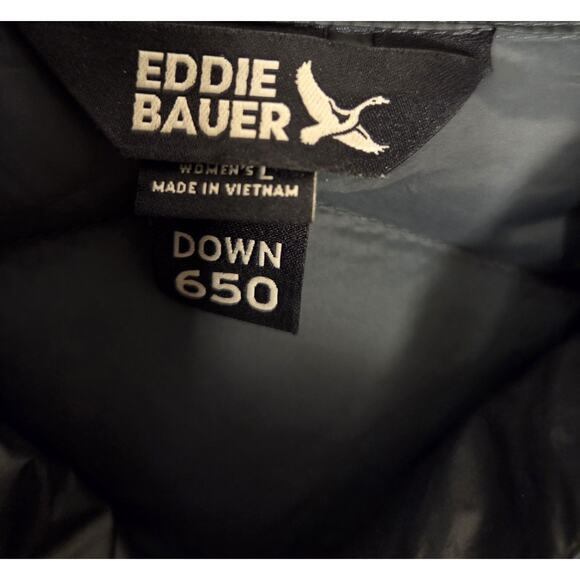 EDDIE
BAUER
WOMEN'S L
MADE IN VIETNAM
DOWN
650